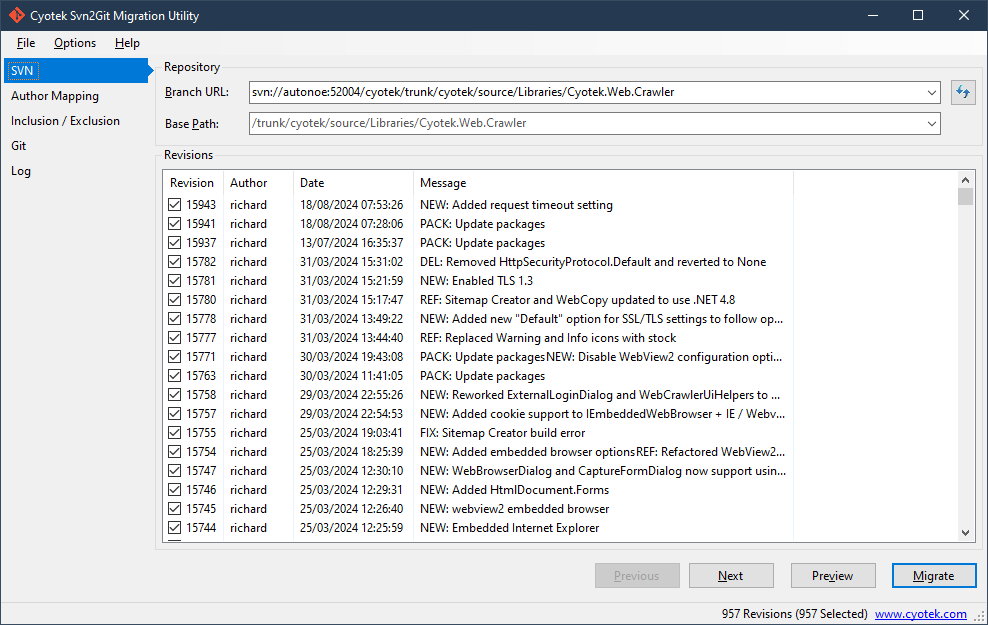 Cyotek Svn2Git Migration Utility
File Options Help
SVN
Author Mapping
Inclusion / Exclusion
Git
Log
Repository
Branch URL: svn://autonoe:52004/cyotek/trunk/cyotek/source/Libraries/Cyotek.Web.Crawler
Base Path: /trunk/cyotek/source/Libraries/Cyotek.Web.Crawler
Revisions
Revision Author Date Message
15943 richard 18/08/2024 07:53:26 NEW: Added request timeout setting
15941 richard 18/08/2024 07:28:06 PACK: Update packages
15937 richard 13/07/2024 16:35:37 PACK: Update packages
15782 richard 31/03/2024 15:31:02 DEL: Removed HttpSecurityProtocol.Default and reverted to None
15781 richard 31/03/2024 15:21:59 NEW: Enabled TLS 1.3
15780 richard 31/03/2024 15:17:47 REF: Sitemap Creator and WebCopy updated to use .NET 4.8
15778 richard 31/03/2024 13:49:22 NEW: Added new "Default" option for SSL/TLS settings to follow op...
15777 richard 31/03/2024 13:44:40 REF: Replaced Warning and Info icons with stock
15771 richard 30/03/2024 19:43:08 PACK: Update packagesNEW: Disable WebView2 configuration opti...
15763 richard 30/03/2024 11:41:05 PACK: Update packages
15758 richard 29/03/2024 22:55:26 NEW: Reworked ExternalLoginDialog and WebCrawlerUiHelpers to ...
15757 richard 29/03/2024 22:54:53 NEW: Added cookie support to IEmbeddedWebBrowser + IE / Webv...
15755 richard 25/03/2024 19:03:41 FIX: Sitemap Creator build error
15754 richard 25/03/2024 18:25:39 NEW: Added embedded browser optionsREF: Refactored WebView2...
15747 richard 25/03/2024 12:30:10 NEW: WebBrowserDialog and CaptureFormDialog now support usin...
15746 richard 25/03/2024 12:29:31 NEW: Added HtmlDocument.Forms
15745 richard 25/03/2024 12:26:40 NEW: webview2 embedded browser
15744 richard 25/03/2024 12:25:59 NEW: Embedded Internet Explorer
Previous Next Preview Migrate
957 Revisions (957 Selected) www.cyotek.com